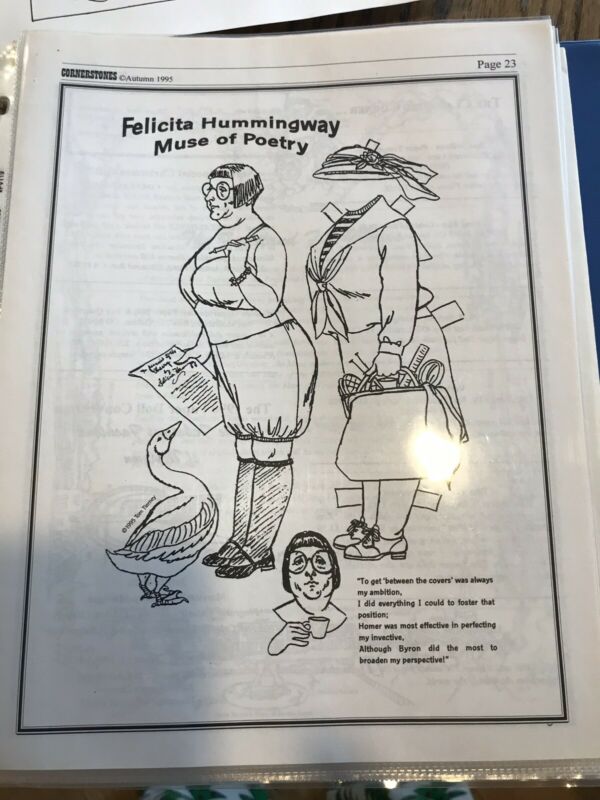 CORNERSTONES ©Autumn 1995
Page 23
Felicita Hummingway
Muse of Poetry
©1995 Tom Tierney
"To get 'between the covers' was always
my ambition,
I did everything I could to foster that
position;
Homer was most effective in perfecting
my invective,
Although Byron did the most to
broaden my perspective!"